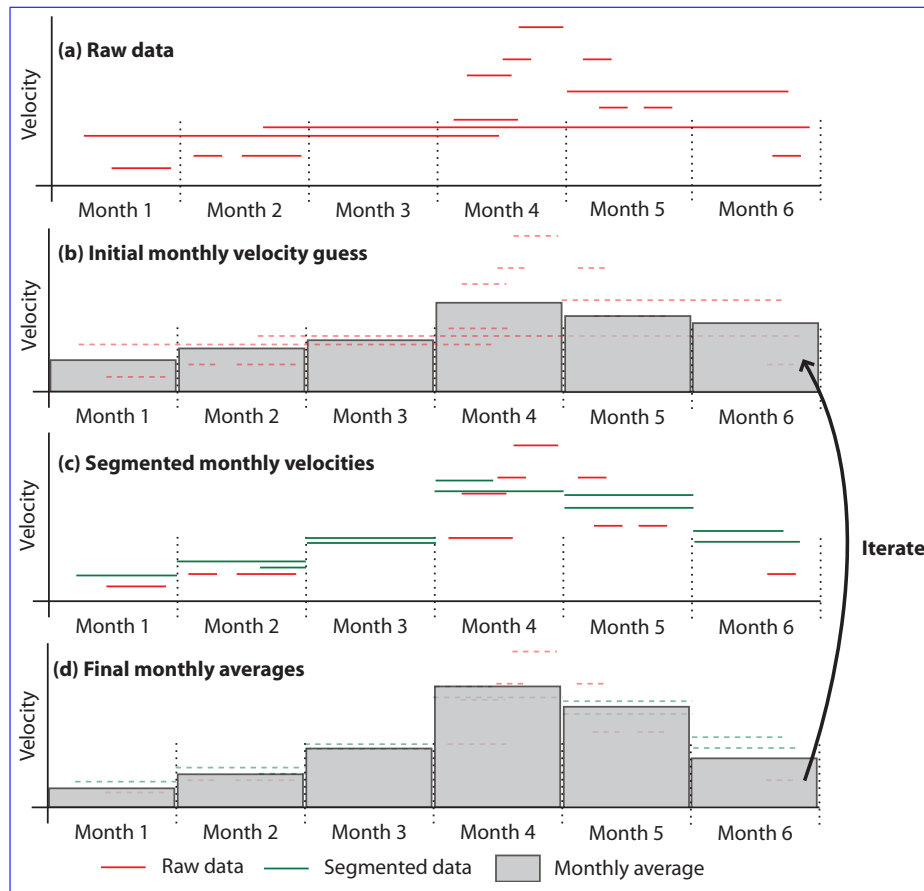 (a) Raw data
Velocity
Month 1 Month 2 Month 3 Month 4 Month 5 Month 6
(b) Initial monthly velocity guess
Velocity
Month 1 Month 2 Month 3 Month 4 Month 5 Month 6
(c) Segmented monthly velocities
Iterate
Month 1 Month 2 Month 3 Month 4 Month 5 Month 6
(d) Final monthly averages
Velocity
Month 1 Month 2 Month 3 Month 4 Month 5 Month 6
Raw data Segmented data Monthly average